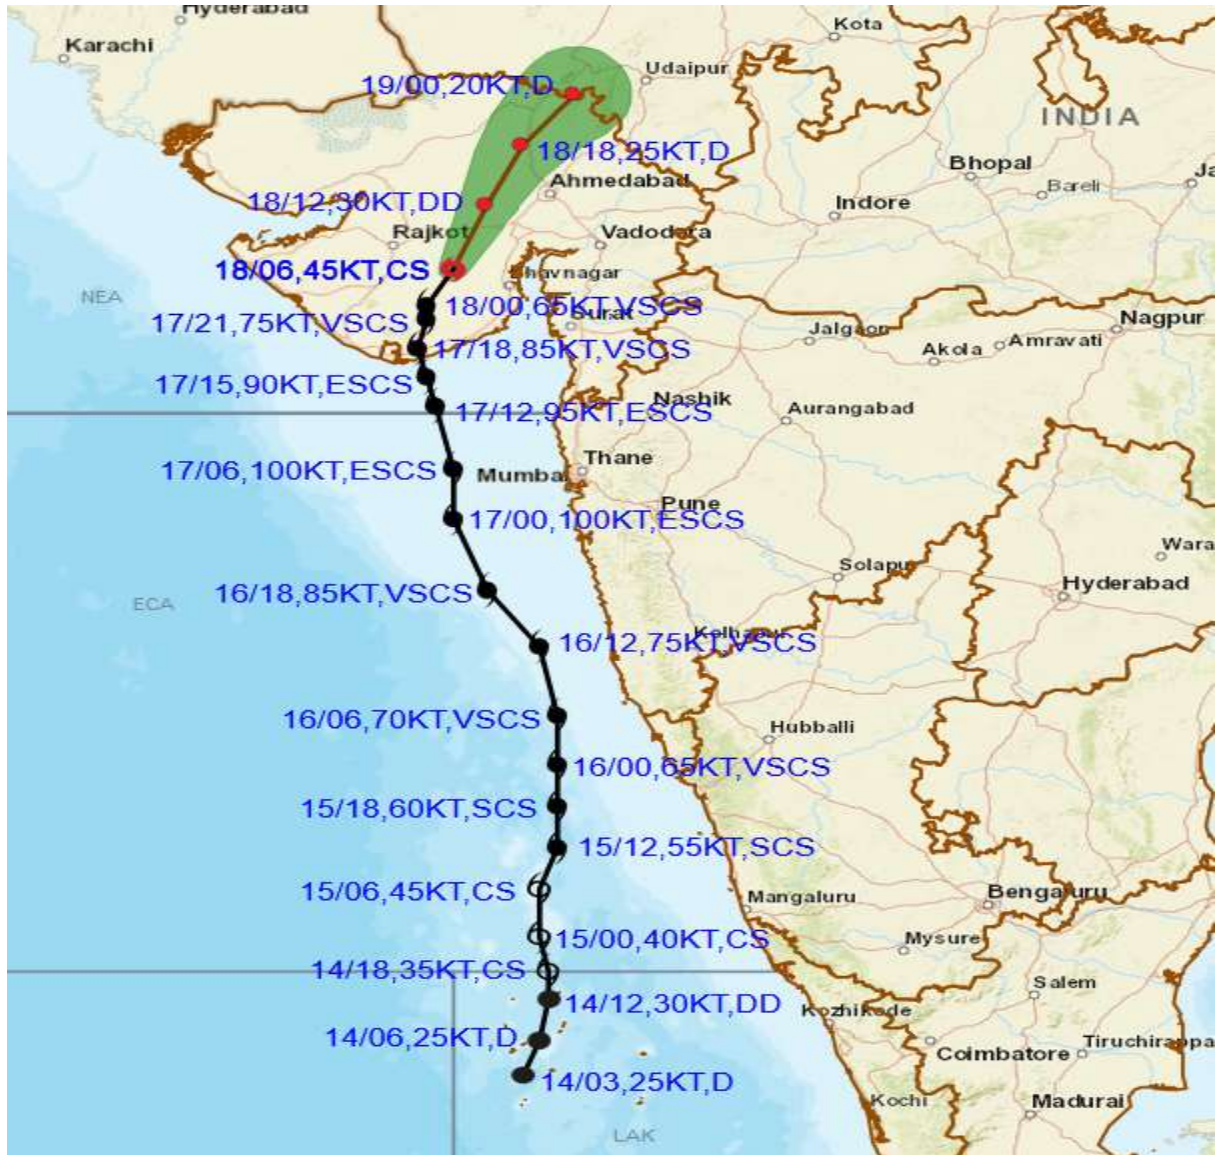 Hyderabad
Kota
Karachi
Udaipur
19/00,20KT,D
INDIA
18/18,25KT,D
Bhopal
Bareli
Ja
Ahmedabad
18/12,30KT,DD
Indore
Rajkot
Vadodara
18/06,45KT,CS
Bhavnagar
NEA
18/00,65KT,VSCS
Surat
17/21,75KT,VSCS
Jalgaon
Nagpur
17/18,85KT,VSCS
Akola
Amravati
17/15,90KT,ESCS
Nashik
17/12,95KT,ESCS
Aurangabad
Thane
17/06,100KT,ESCS
Mumbai
Pune
17/00,100KT,ESCS
Wara
Solapur
Hyderabad
16/18,85KT,VSCS
ECA
Kolhapur
16/12,75KT,VSCS
16/06,70KT,VSCS
Hubballi
16/00,65KT,VSCS
15/18,60KT,SCS
15/12,55KT,SCS
15/06,45KT,CS
Mangaluru
Bengaluru
15/00,40KT,CS
Mysure
14/18,35KT,CS
Salem
14/12,30KT,DD
Kozhikode
14/06,25KT,D
Coimbatore
Tiruchirappa
14/03,25KT,D
Kochi
Madurai
LAK